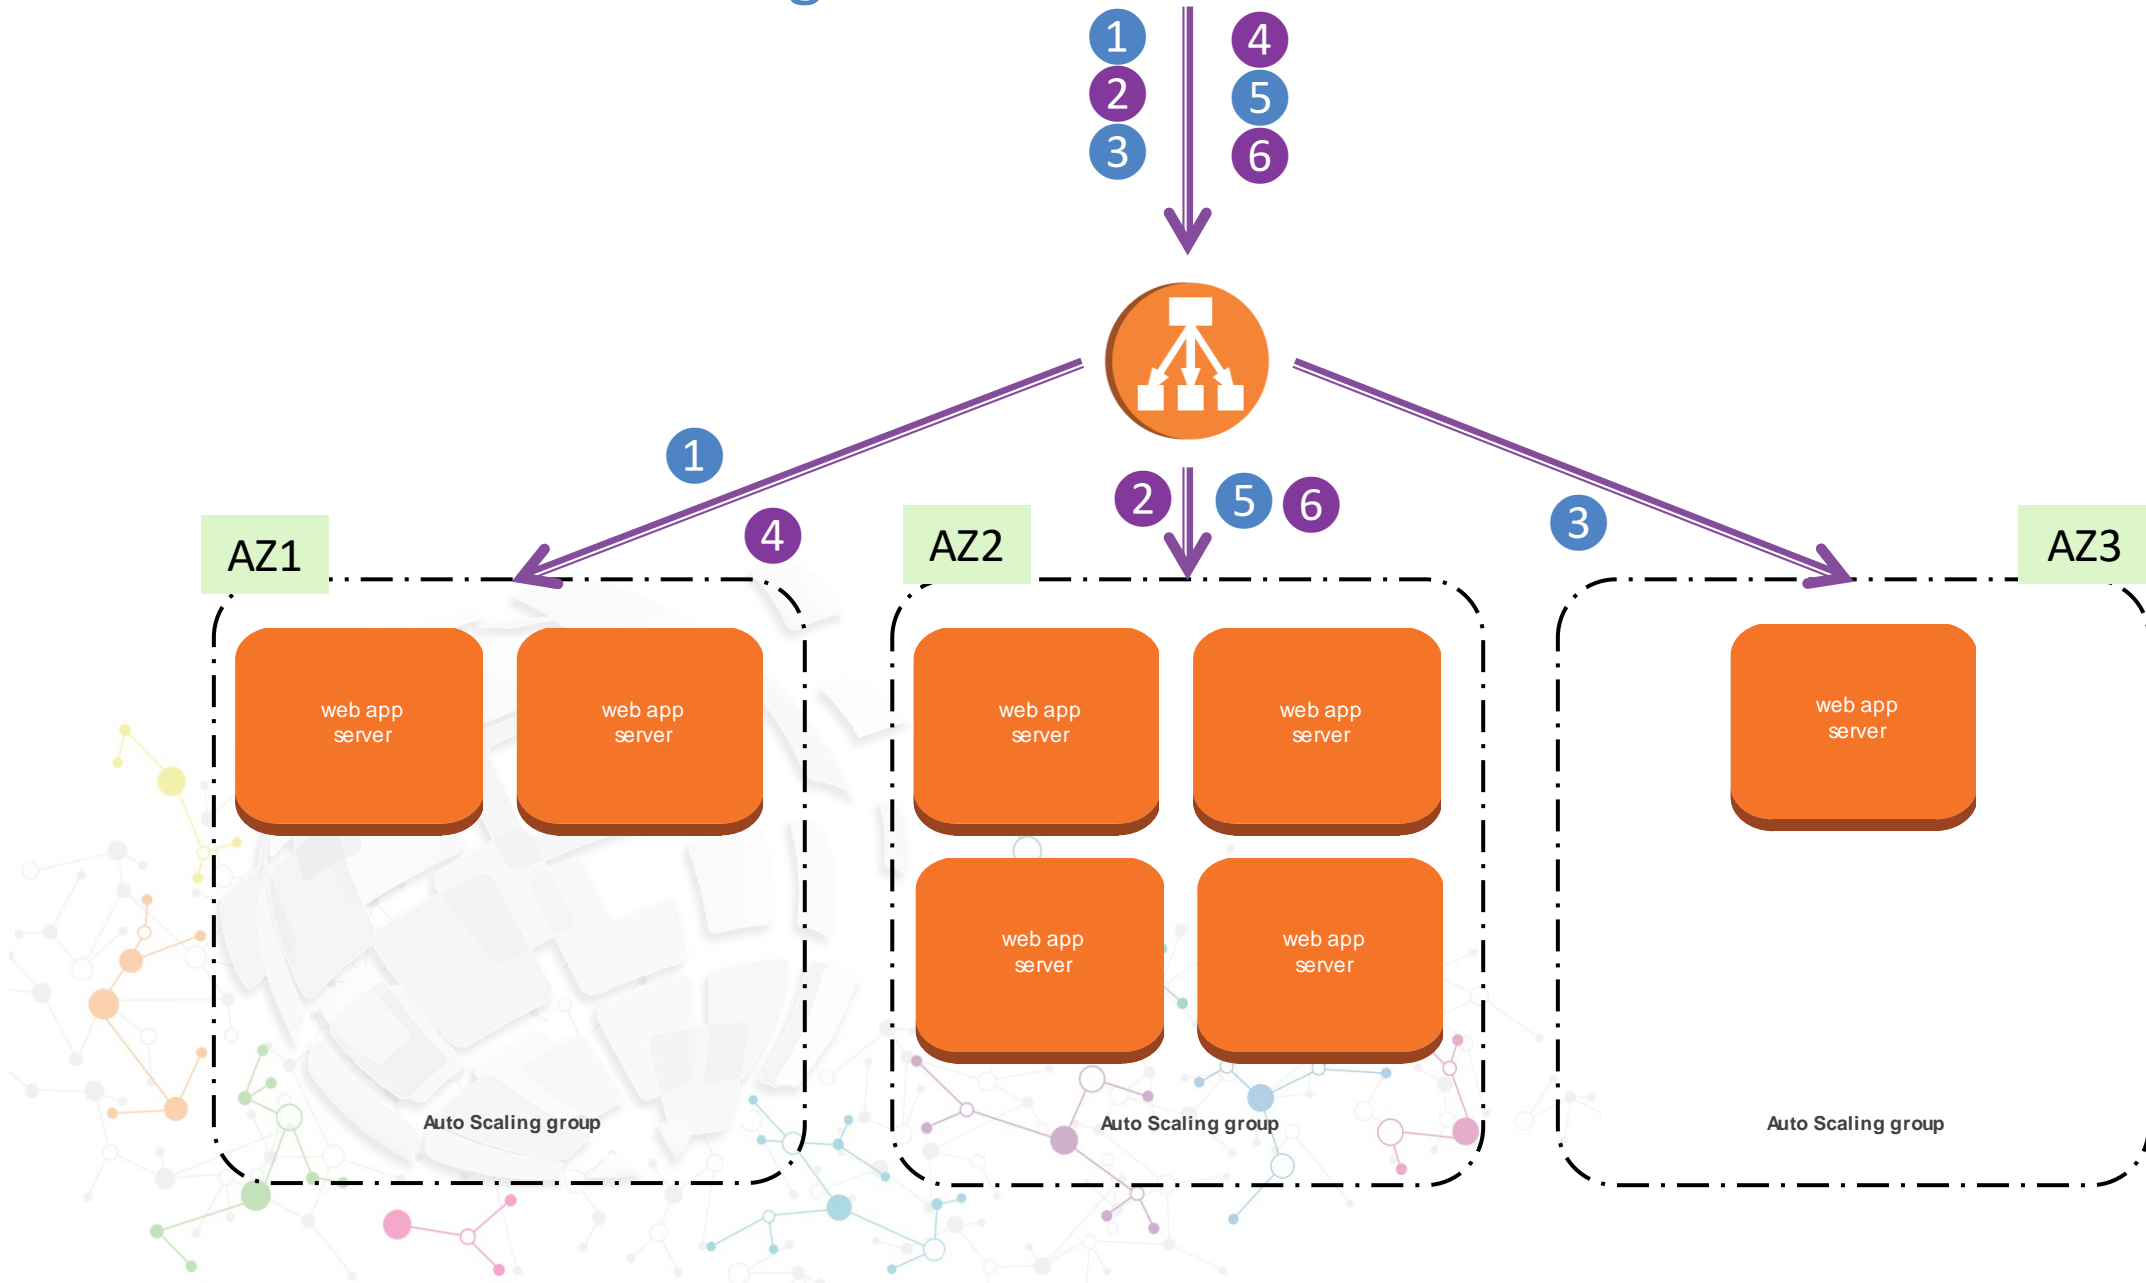 g
1 4
2 5
3 6
1
2 5 6
4
3
AZ1
AZ2
AZ3
web app
server
web app
server
web app
server
web app
server
web app
server
web app
server
web app
server
Auto Scaling group
Auto Scaling group
Auto Scaling group